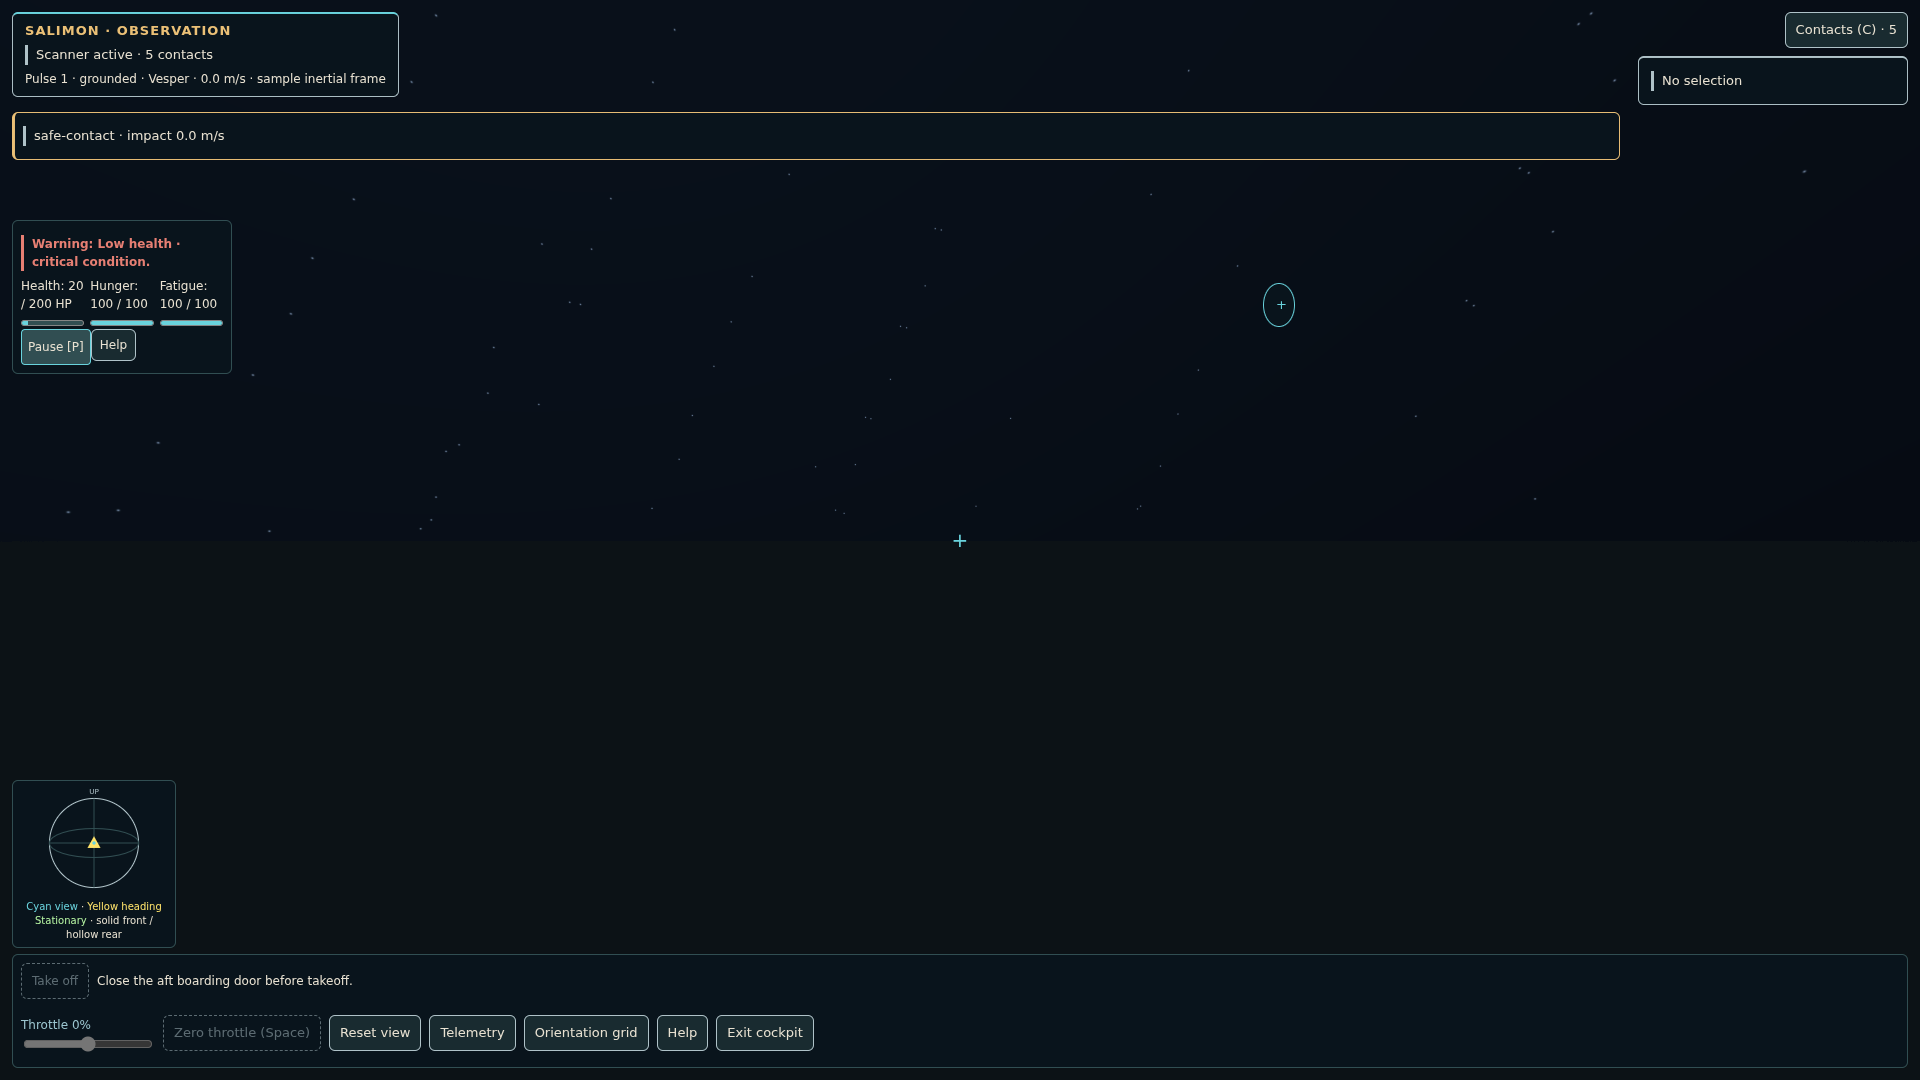 SALIMON · OBSERVATION
Scanner active · 5 contacts
Pulse 1 · grounded · Vesper · 0.0 m/s · sample inertial frame
Contacts (C) · 5
No selection
safe-contact · impact 0.0 m/s
Warning: Low health ·
critical condition.
Health: 20 Hunger: Fatigue:
/ 200 HP 100 / 100 100 / 100
Pause [P] Help
UP
Cyan view · Yellow heading
Stationary · solid front /
hollow rear
Take off Close the aft boarding door before takeoff.
Throttle 0%
Zero throttle (Space) Reset view Telemetry Orientation grid Help Exit cockpit